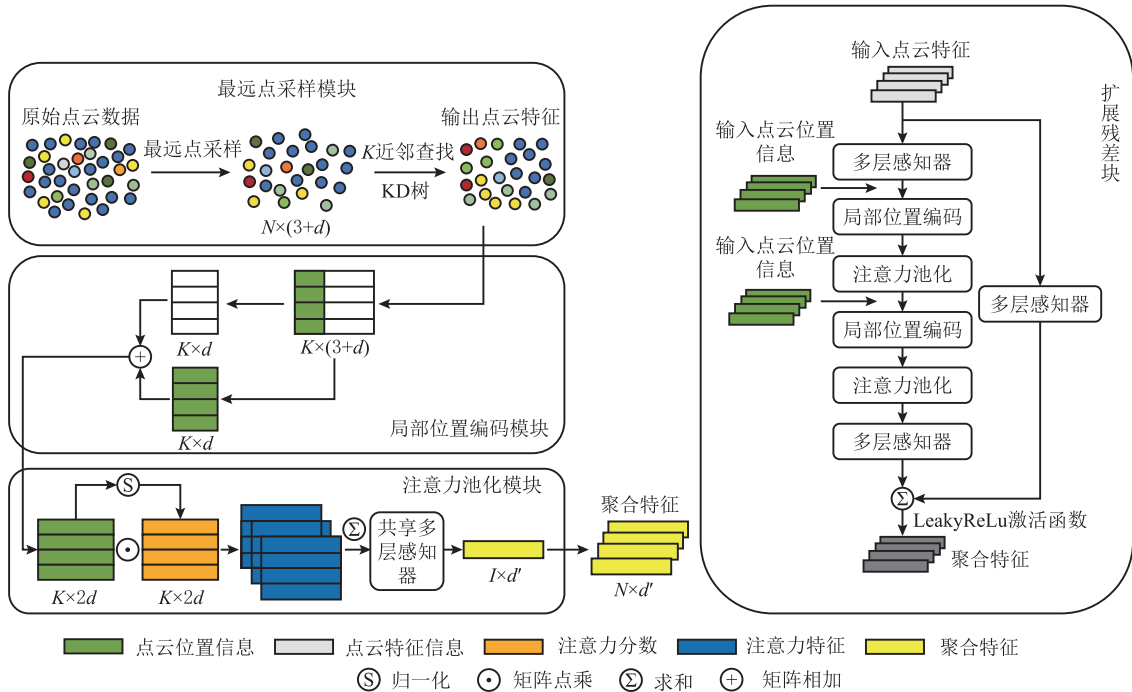 最远点采样模块
原始点云数据
输出点云特征
最远点采样
K近邻查找
KD树
N×(3+d)
K×d
K×(3+d)
+
K×d
局部位置编码模块
注意力池化模块
S
Σ
共享多
层感知
器
K×2d
K×2d
I×d′
聚合特征
N×d′
扩展残差块
输入点云特征
输入点云位置
信息
多层感知器
局部位置编码
输入点云位置
信息
注意力池化
多层感知器
局部位置编码
注意力池化
多层感知器
Σ
LeakyReLu激活函数
聚合特征
点云位置信息 点云特征信息 注意力分数 注意力特征 聚合特征
S 归一化 · 矩阵点乘 Σ 求和 + 矩阵相加